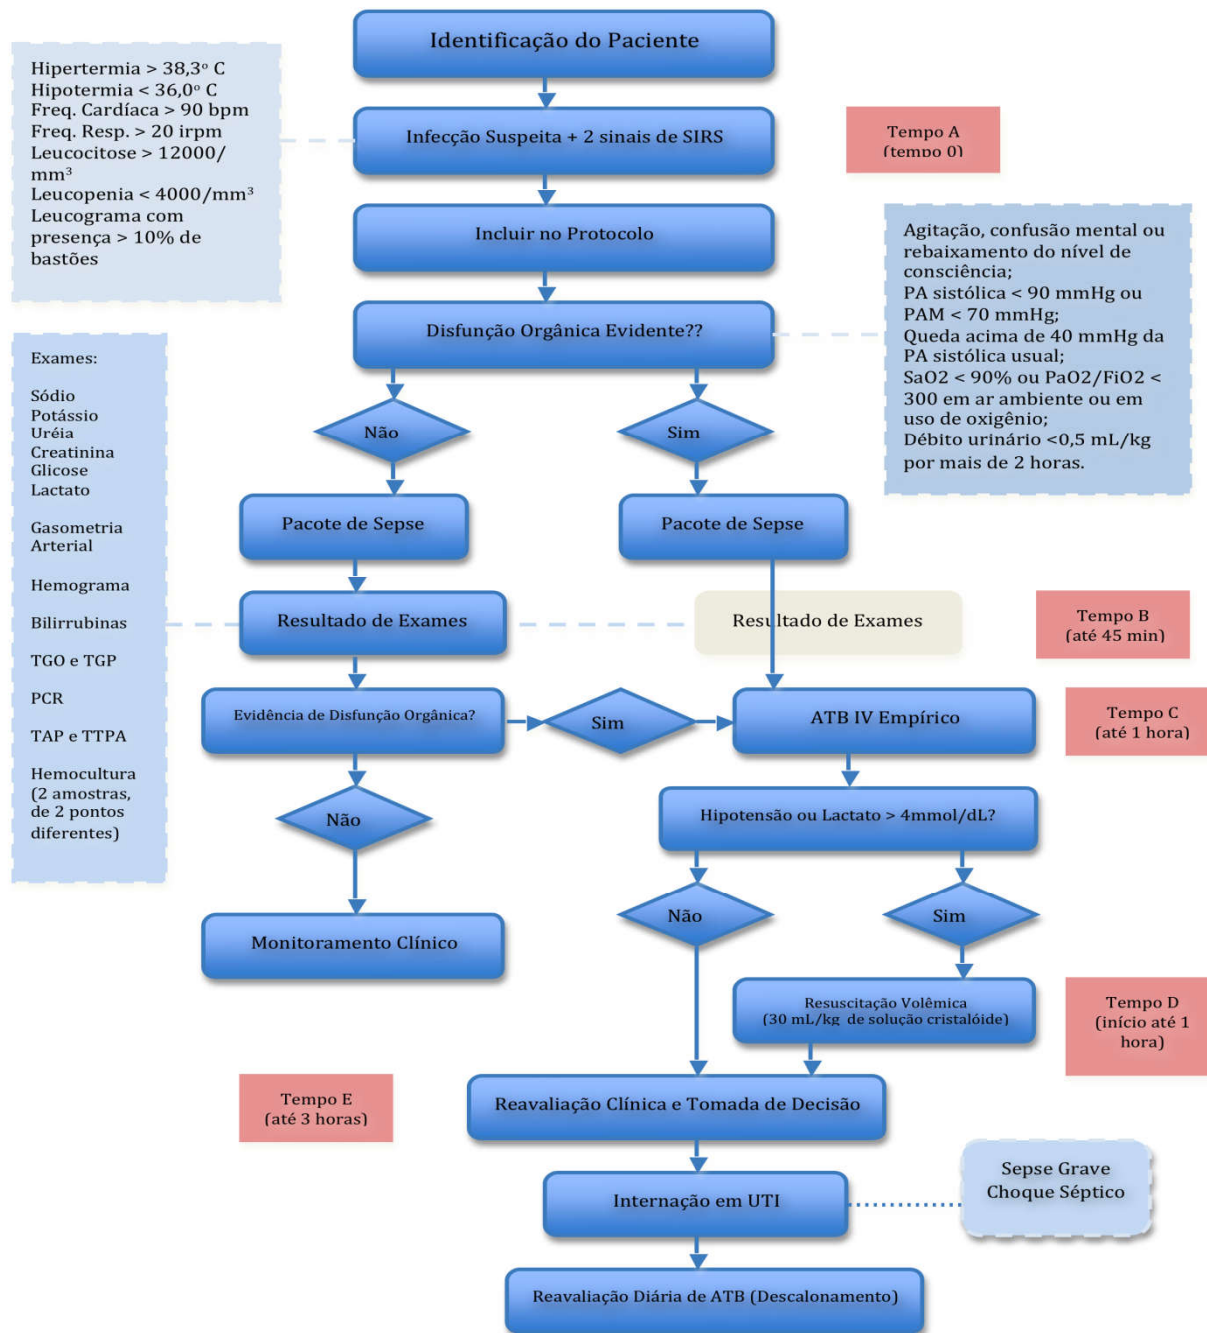 Identificação do Paciente
Hipertermia > 38,3º C
Hipotermia < 36,0º C
Freq. Cardíaca > 90 bpm
Freq. Resp. > 20 irpm
Leucocitose > 12000/
mm³
Leucopenia < 4000/mm³
Leucograma com
presença > 10% de
bastões
Infecção Suspeita + 2 sinais de SIRS
Tempo A
(tempo 0)
Incluir no Protocolo
Agitação, confusão mental ou
rebaixamento do nível de
consciência;
PA sistólica < 90 mmHg ou
PAM < 70 mmHg;
Queda acima de 40 mmHg da
PA sistólica usual;
SaO2 < 90% ou PaO2/FiO2 <
300 em ar ambiente ou em
uso de oxigênio;
Débito urinário <0,5 mL/kg
por mais de 2 horas.
Disfunção Orgânica Evidente??
Exames:
Sódio
Potássio
Uréia
Creatinina
Glicose
Lactato
Gasometria
Arterial
Hemograma
Bilirrubinas
TGO e TGP
PCR
TAP e TTPA
Hemocultura
(2 amostras,
de 2 pontos
diferentes)
Não
Sim
Pacote de Sepse
Pacote de Sepse
Resultado de Exames
Resultado de Exames
Tempo B
(até 45 min)
Evidência de Disfunção Orgânica?
Sim
ATB IV Empírico
Tempo C
(até 1 hora)
Não
Hipotensão ou Lactato > 4mmol/dL?
Não
Sim
Monitoramento Clínico
Resuscitação Volêmica
(30 mL/kg de solução cristalóide)
Tempo D
(início até 1
hora)
Tempo E
(até 3 horas)
Reavaliação Clínica e Tomada de Decisão
Internação em UTI
Sepse Grave
Choque Séptico
Reavaliação Diária de ATB (Descalonamento)